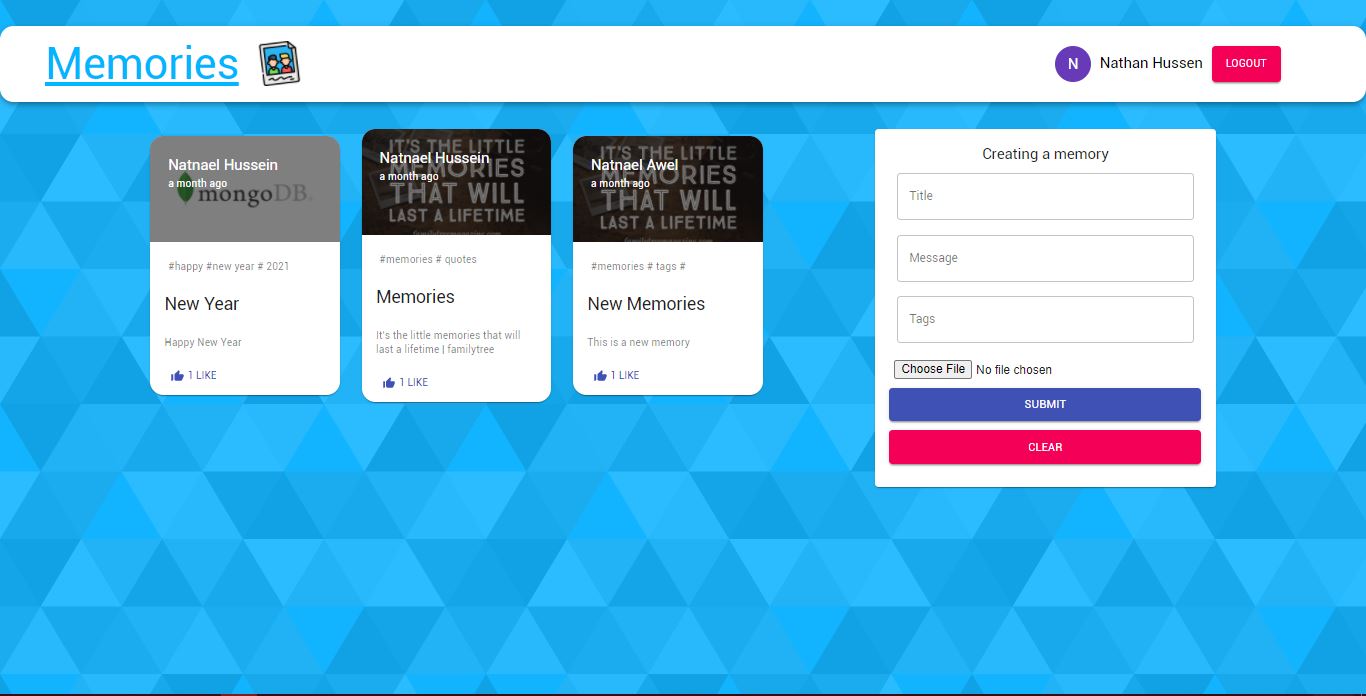 Memories
N Nathan Hussen LOGOUT
Natnael Hussein
a month ago
mongoDB.
#happy #new year # 2021
New Year
Happy New Year
1 LIKE
IT'S THE LITTLE
MEMORIES
THAT WILL
LAST A LIFETIME
Natnael Hussein
a month ago
#memories # quotes
Memories
It's the little memories that will
last a lifetime | familytree
1 LIKE
IT'S THE LITTLE
MEMORIES
THAT WILL
LAST A LIFETIME
Natnael Awel
a month ago
#memories # tags #
New Memories
This is a new memory
1 LIKE
Creating a memory
Title
Message
Tags
Choose File No file chosen
SUBMIT
CLEAR